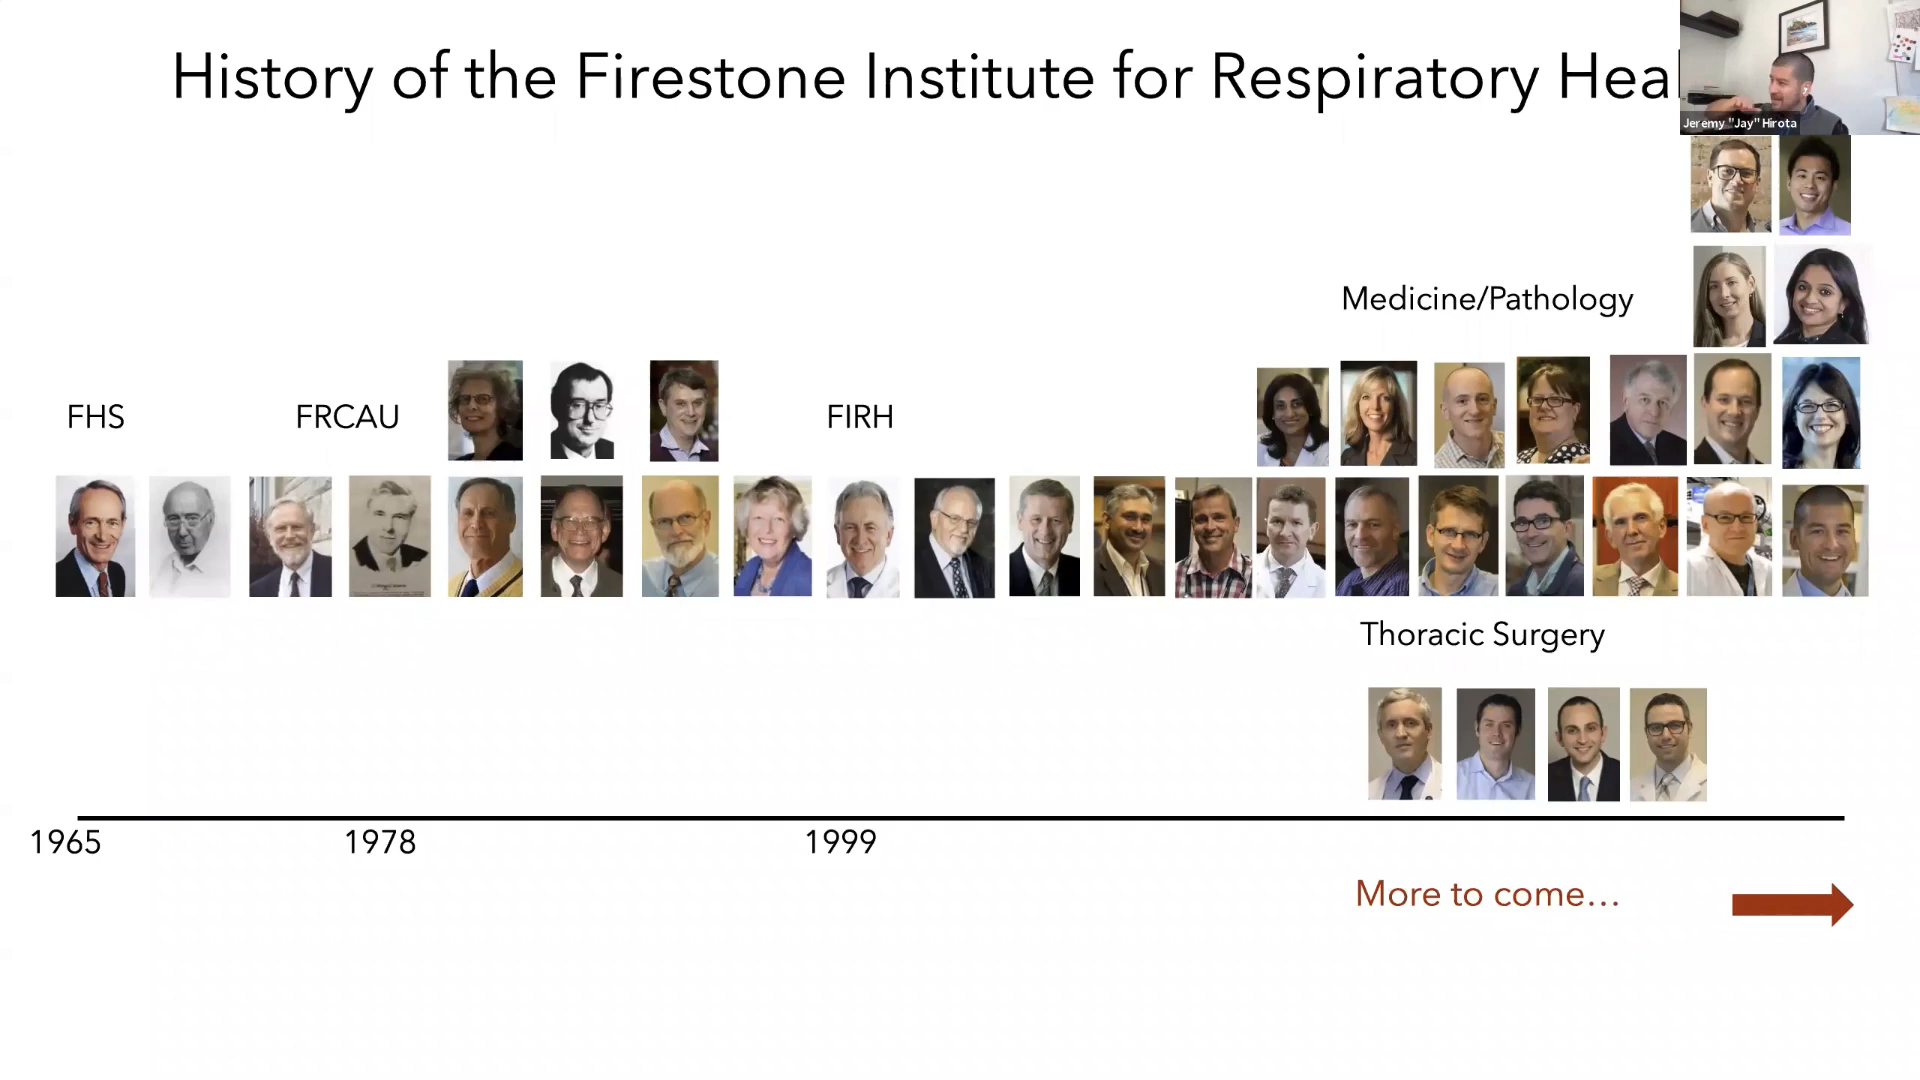 History of the Firestone Institute for Respiratory Heal
Jeremy "Jay" Hirota
Medicine/Pathology
FHS
FRCAU
FIRH
Thoracic Surgery
1965
1978
1999
More to come...